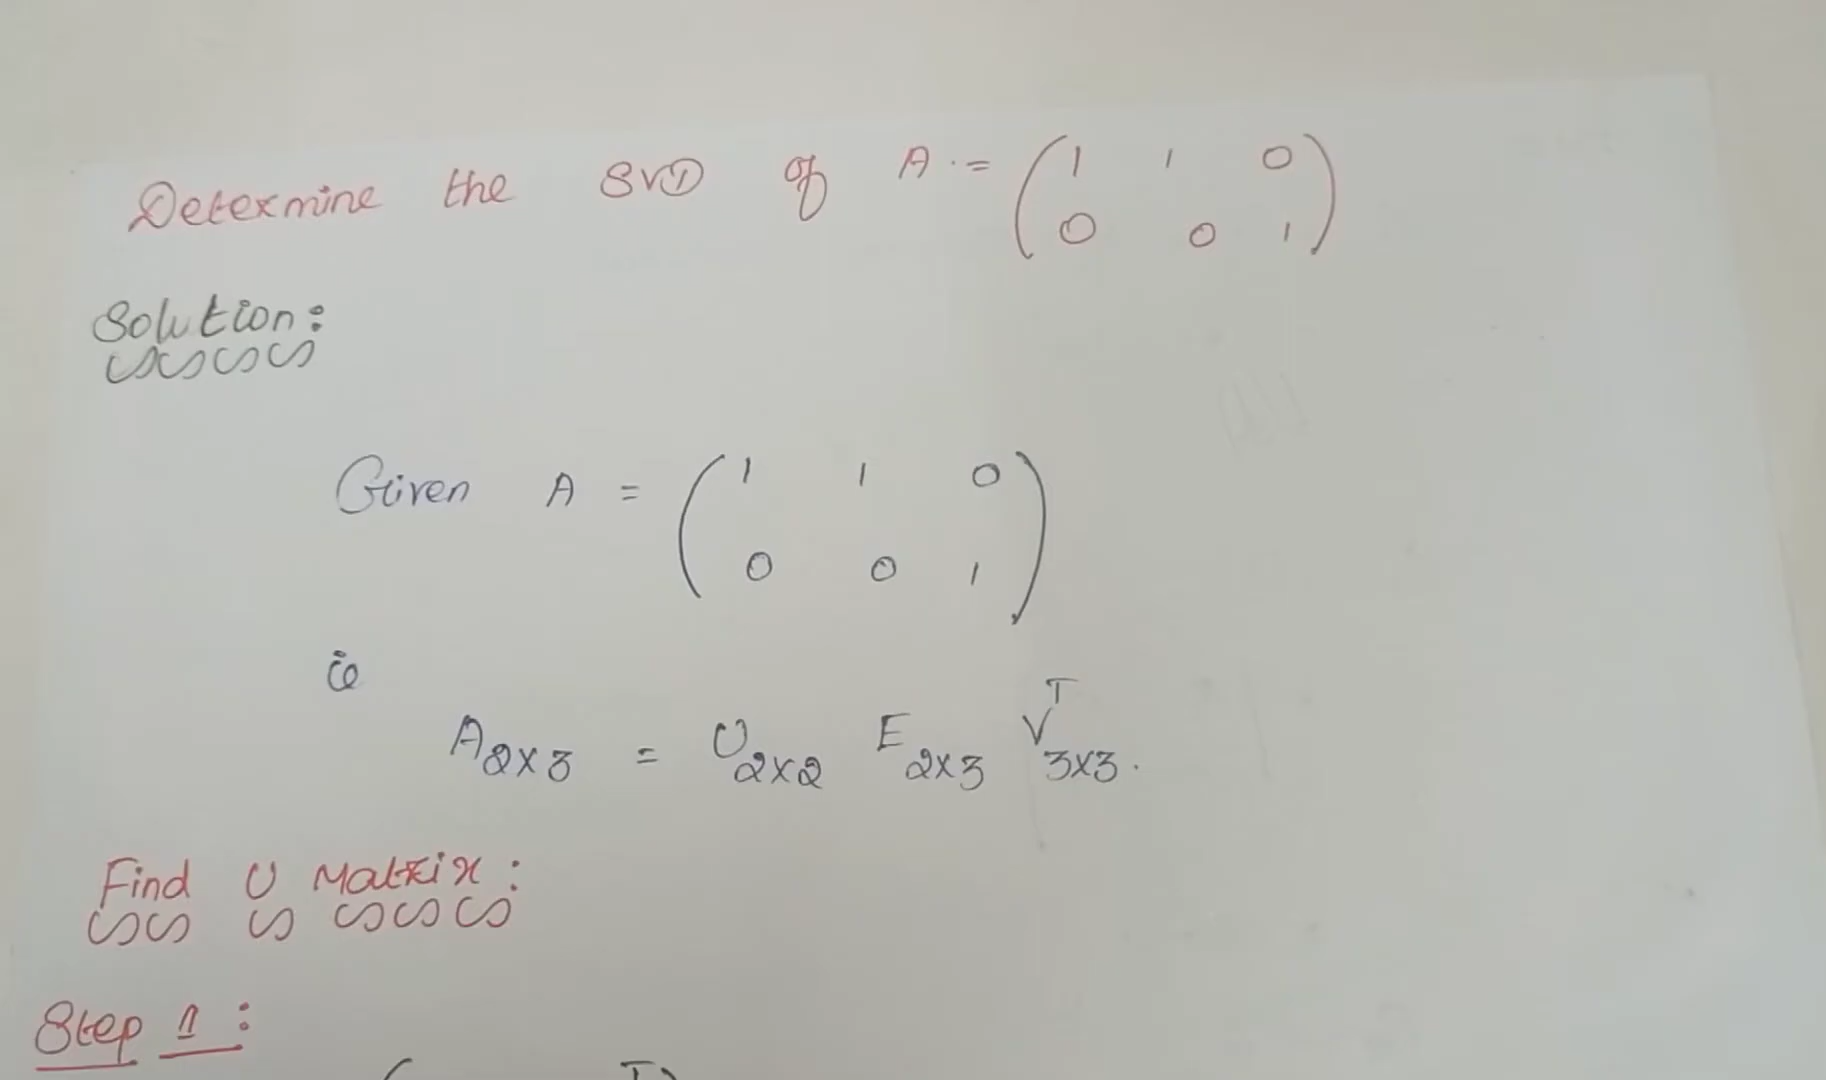 Determine the SVD of A = ( 1 1 0
0 0 1 )
Solution:
Given A = ( 1 1 0
0 0 1 )
ie
A2x3 = U2x2 E2x3 V^T3x3.
Find U Matrix:
Step 1: